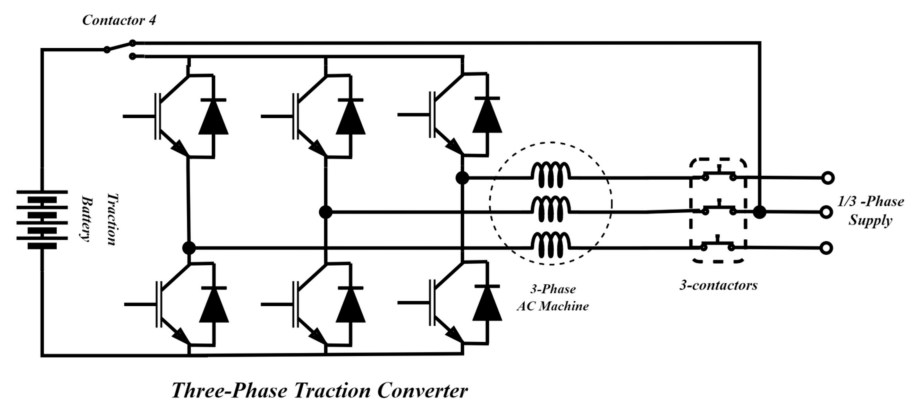 Contactor 4
Traction
Battery
1/3 -Phase
Supply
3-Phase
AC Machine
3-contactors
Three-Phase Traction Converter